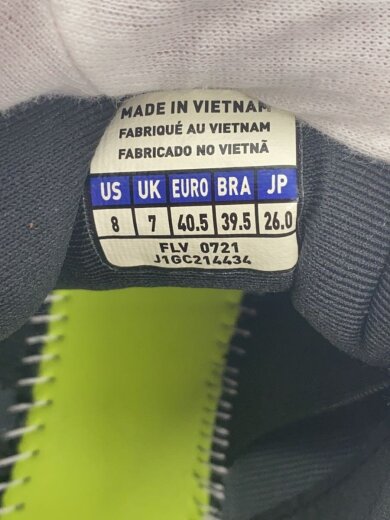 MADE IN VIETNAM
FABRIQUÉ AU VIETNAM
FABRICADO NO VIETNÃ
US UK EURO BRA JP
8 7 40.5 39.5 26.0
FLV 0721
J1GC214434